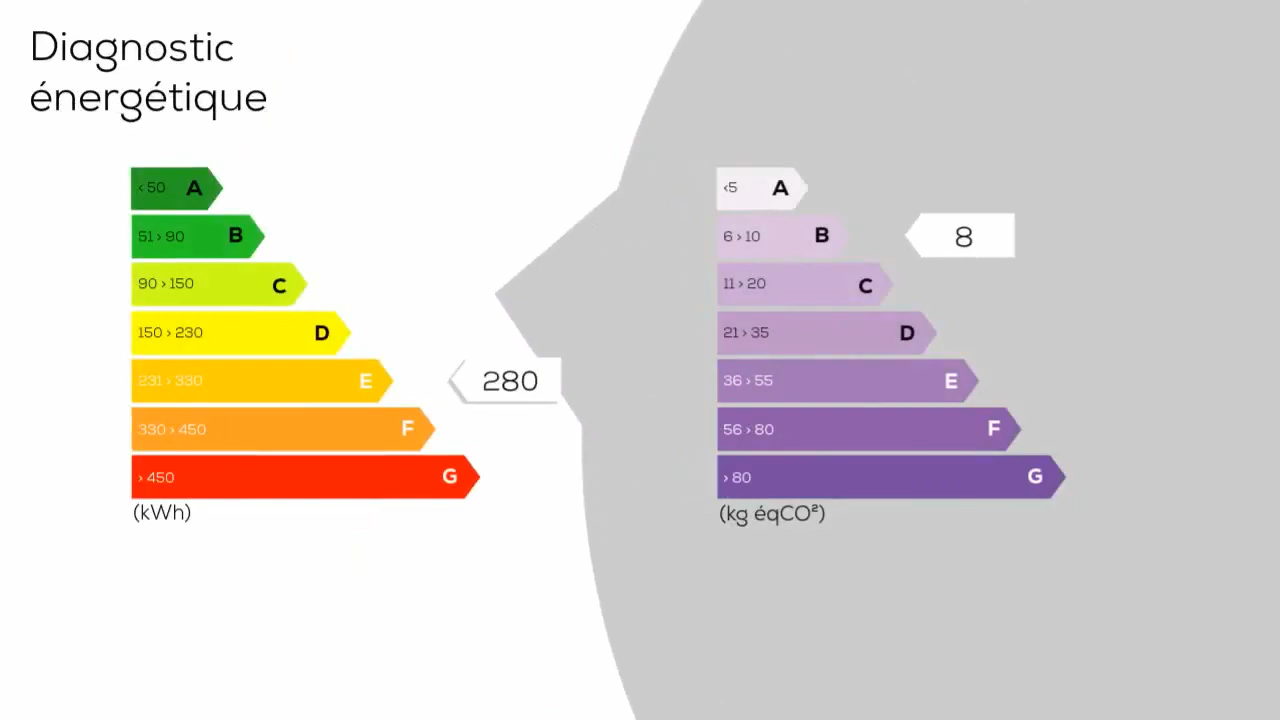 Diagnostic
énergétique
< 50 A
51 > 90 B
90 > 150 C
150 > 230 D
231 > 330 E
280
330 > 450 F
> 450 G
(kWh)
<5 A
6 > 10 B
8
11 > 20 C
21 > 35 D
36 > 55 E
56 > 80 F
> 80 G
(kg éqCO²)